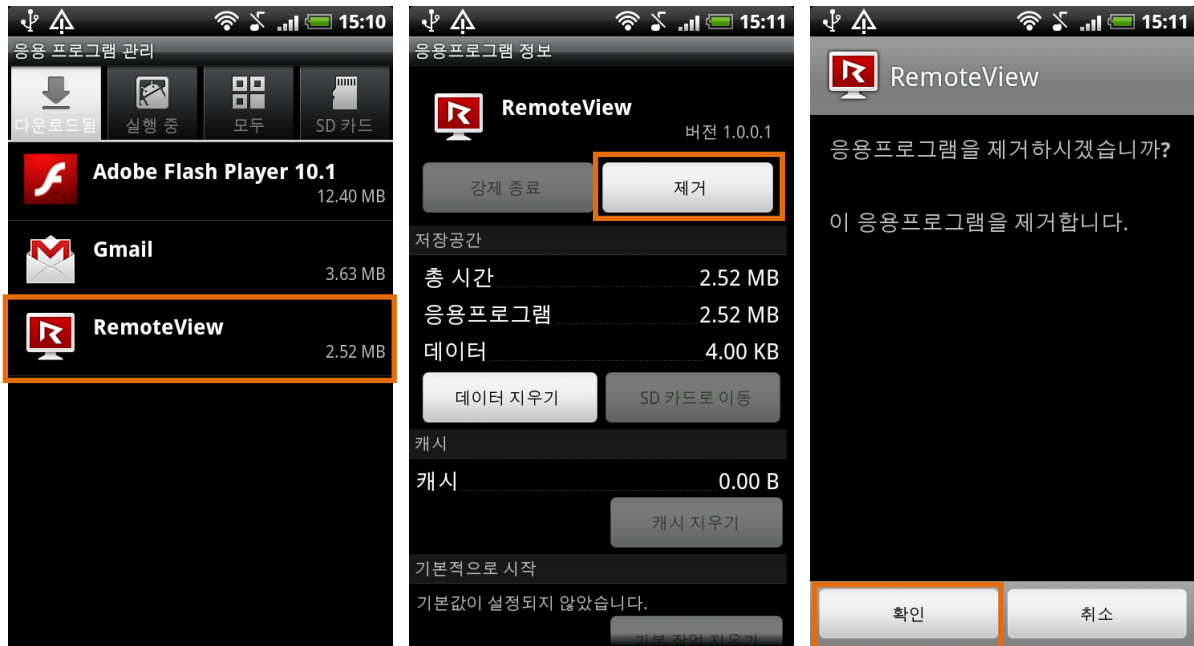 15:10
응용 프로그램 관리
다운로드됨
실행 중
모두
SD 카드
Adobe Flash Player 10.1
12.40 MB
Gmail
3.63 MB
RemoteView
2.52 MB
15:11
응용프로그램 정보
RemoteView
버전 1.0.0.1
강제 종료
제거
저장공간
총 시간 2.52 MB
응용프로그램 2.52 MB
데이터 4.00 KB
데이터 지우기
SD 카드로 이동
캐시
캐시 0.00 B
캐시 지우기
기본적으로 시작
기본값이 설정되지 않았습니다.
기본 작업 지우기
15:11
RemoteView
응용프로그램을 제거하시겠습니까?
이 응용프로그램을 제거합니다.
확인
취소